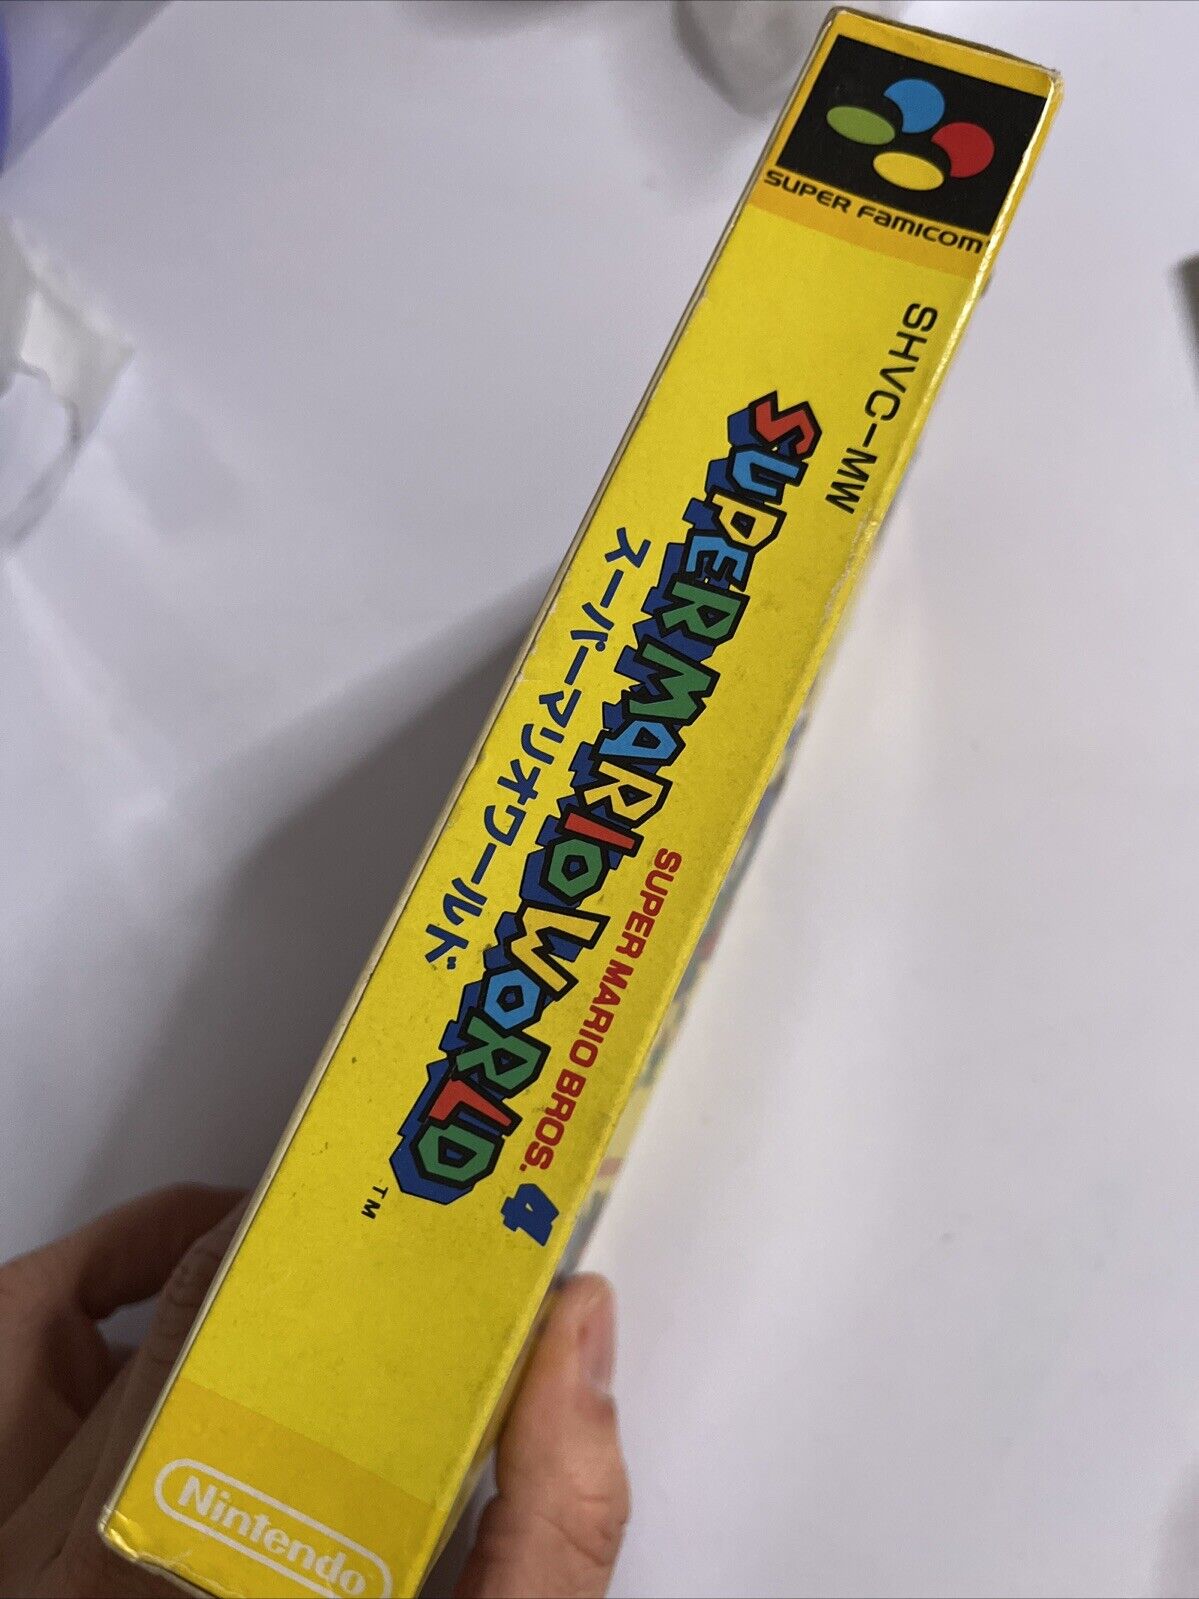 SUPER FAMICOM
SHVC-MW
SUPER MARIO WORLD
スーパーマリオワールド
SUPER MARIO BROS. 4
TM
Nintendo